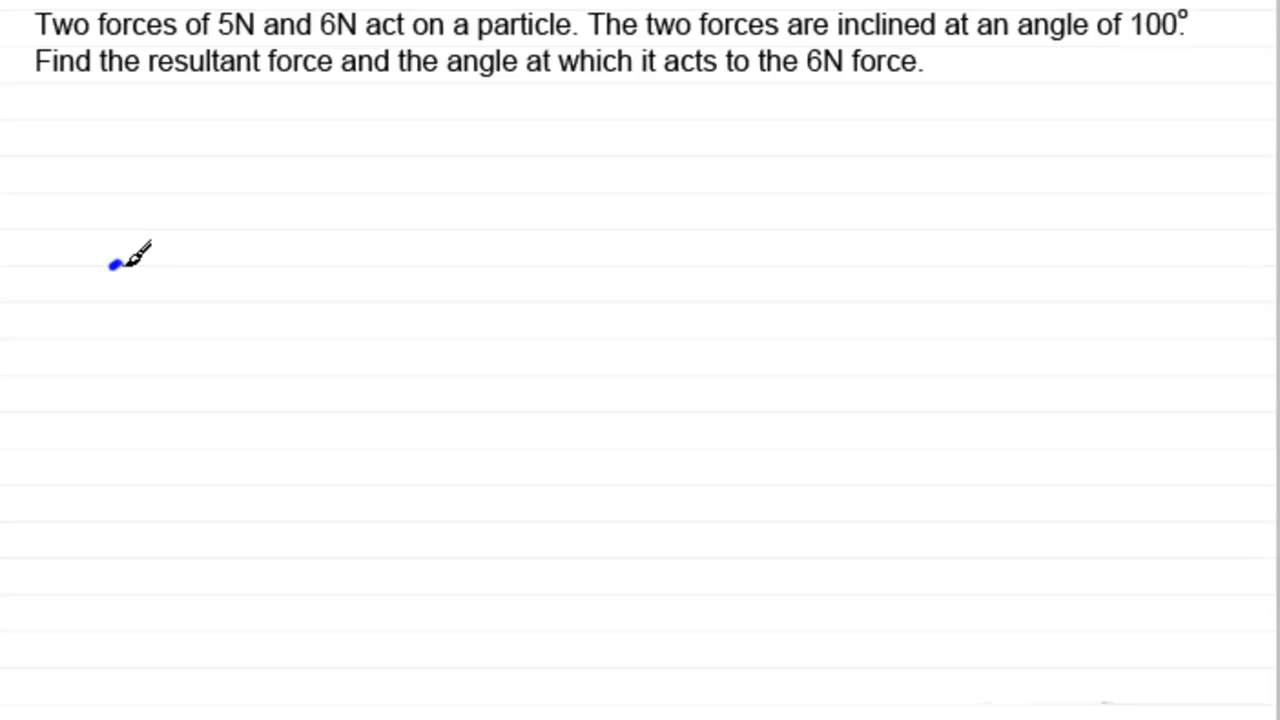 Two forces of 5N and 6N act on a particle. The two forces are inclined at an angle of 100°.
Find the resultant force and the angle at which it acts to the 6N force.